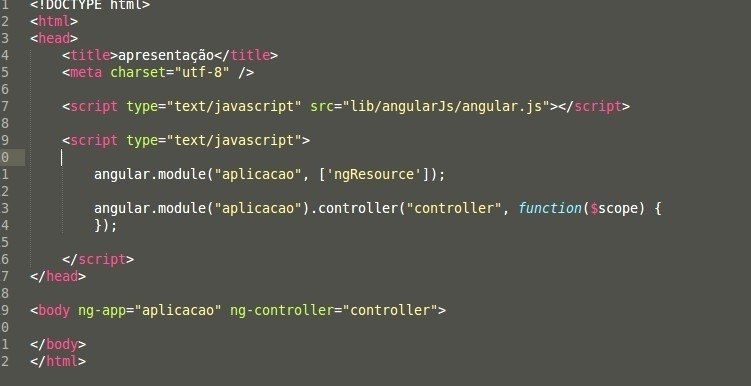 1 <!DOCTYPE html>
2 <html>
3 <head>
4 <title>apresentação</title>
5 <meta charset="utf-8" />
6
7 <script type="text/javascript" src="lib/angularJs/angular.js"></script>
8
9 <script type="text/javascript">
0
1 angular.module("aplicacao", ['ngResource']);
2
3 angular.module("aplicacao").controller("controller", function($scope) {
4 });
5
6 </script>
7 </head>
8
9 <body ng-app="aplicacao" ng-controller="controller">
0
1 </body>
2 </html>